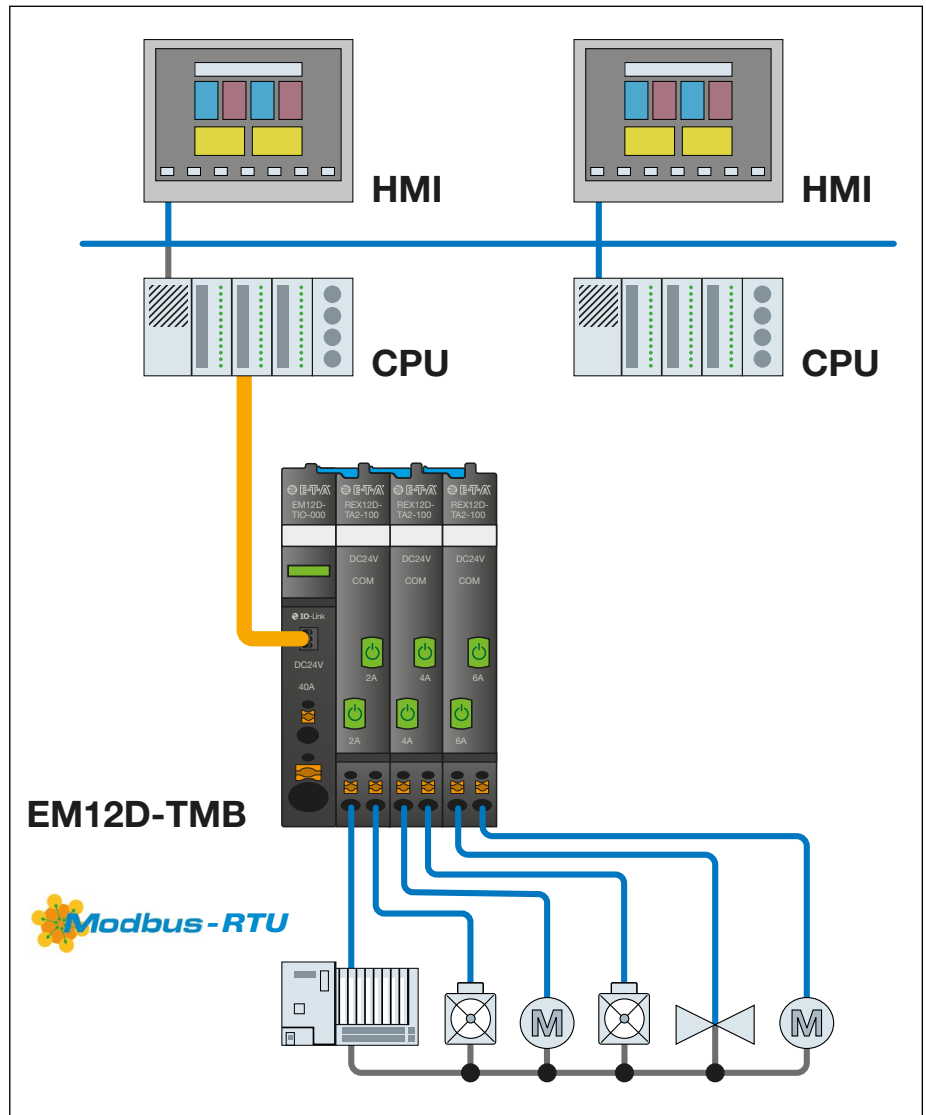 HMI
HMI
CPU
CPU
E-T-A
EM12D-
TIO-000
E-T-A
REX12D-
TA2-100
E-T-A
REX12D-
TA2-100
E-T-A
REX12D-
TA2-100
DC24V
COM
DC24V
COM
DC24V
COM
IO-Link
DC24V
40A
2A
4A
6A
2A
4A
6A
EM12D-TMB
Modbus-RTU
M
M